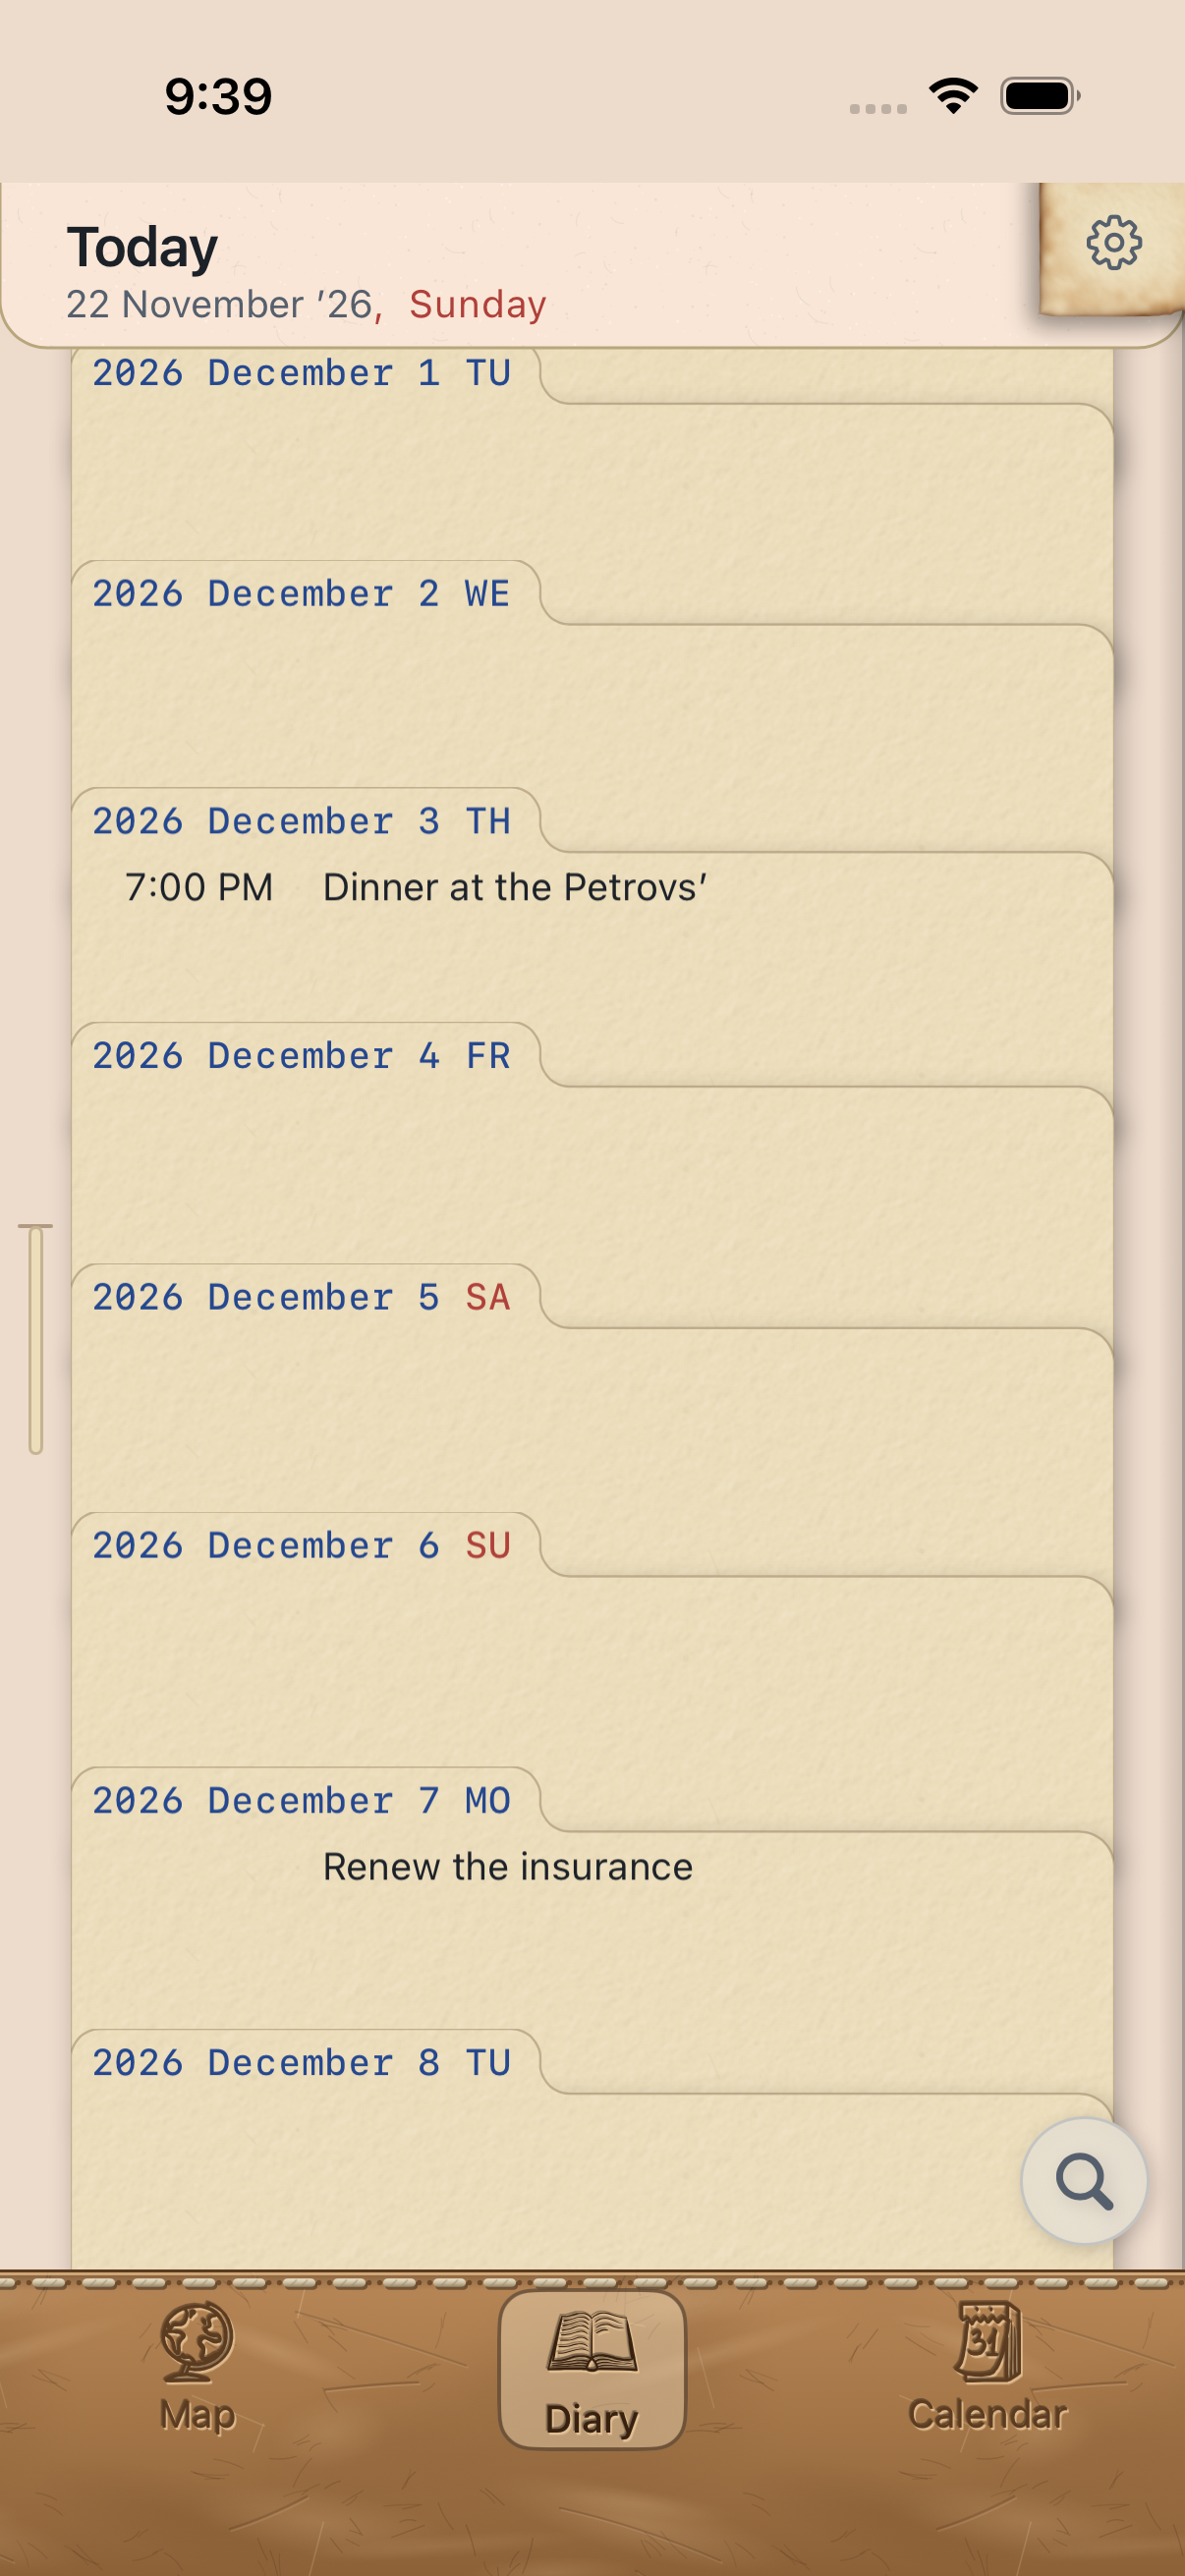 9:39
Today
22 November ’26, Sunday
2026 December 1 TU
2026 December 2 WE
2026 December 3 TH
7:00 PM Dinner at the Petrovs’
2026 December 4 FR
2026 December 5 SA
2026 December 6 SU
2026 December 7 MO
Renew the insurance
2026 December 8 TU
31
Map
Diary
Calendar